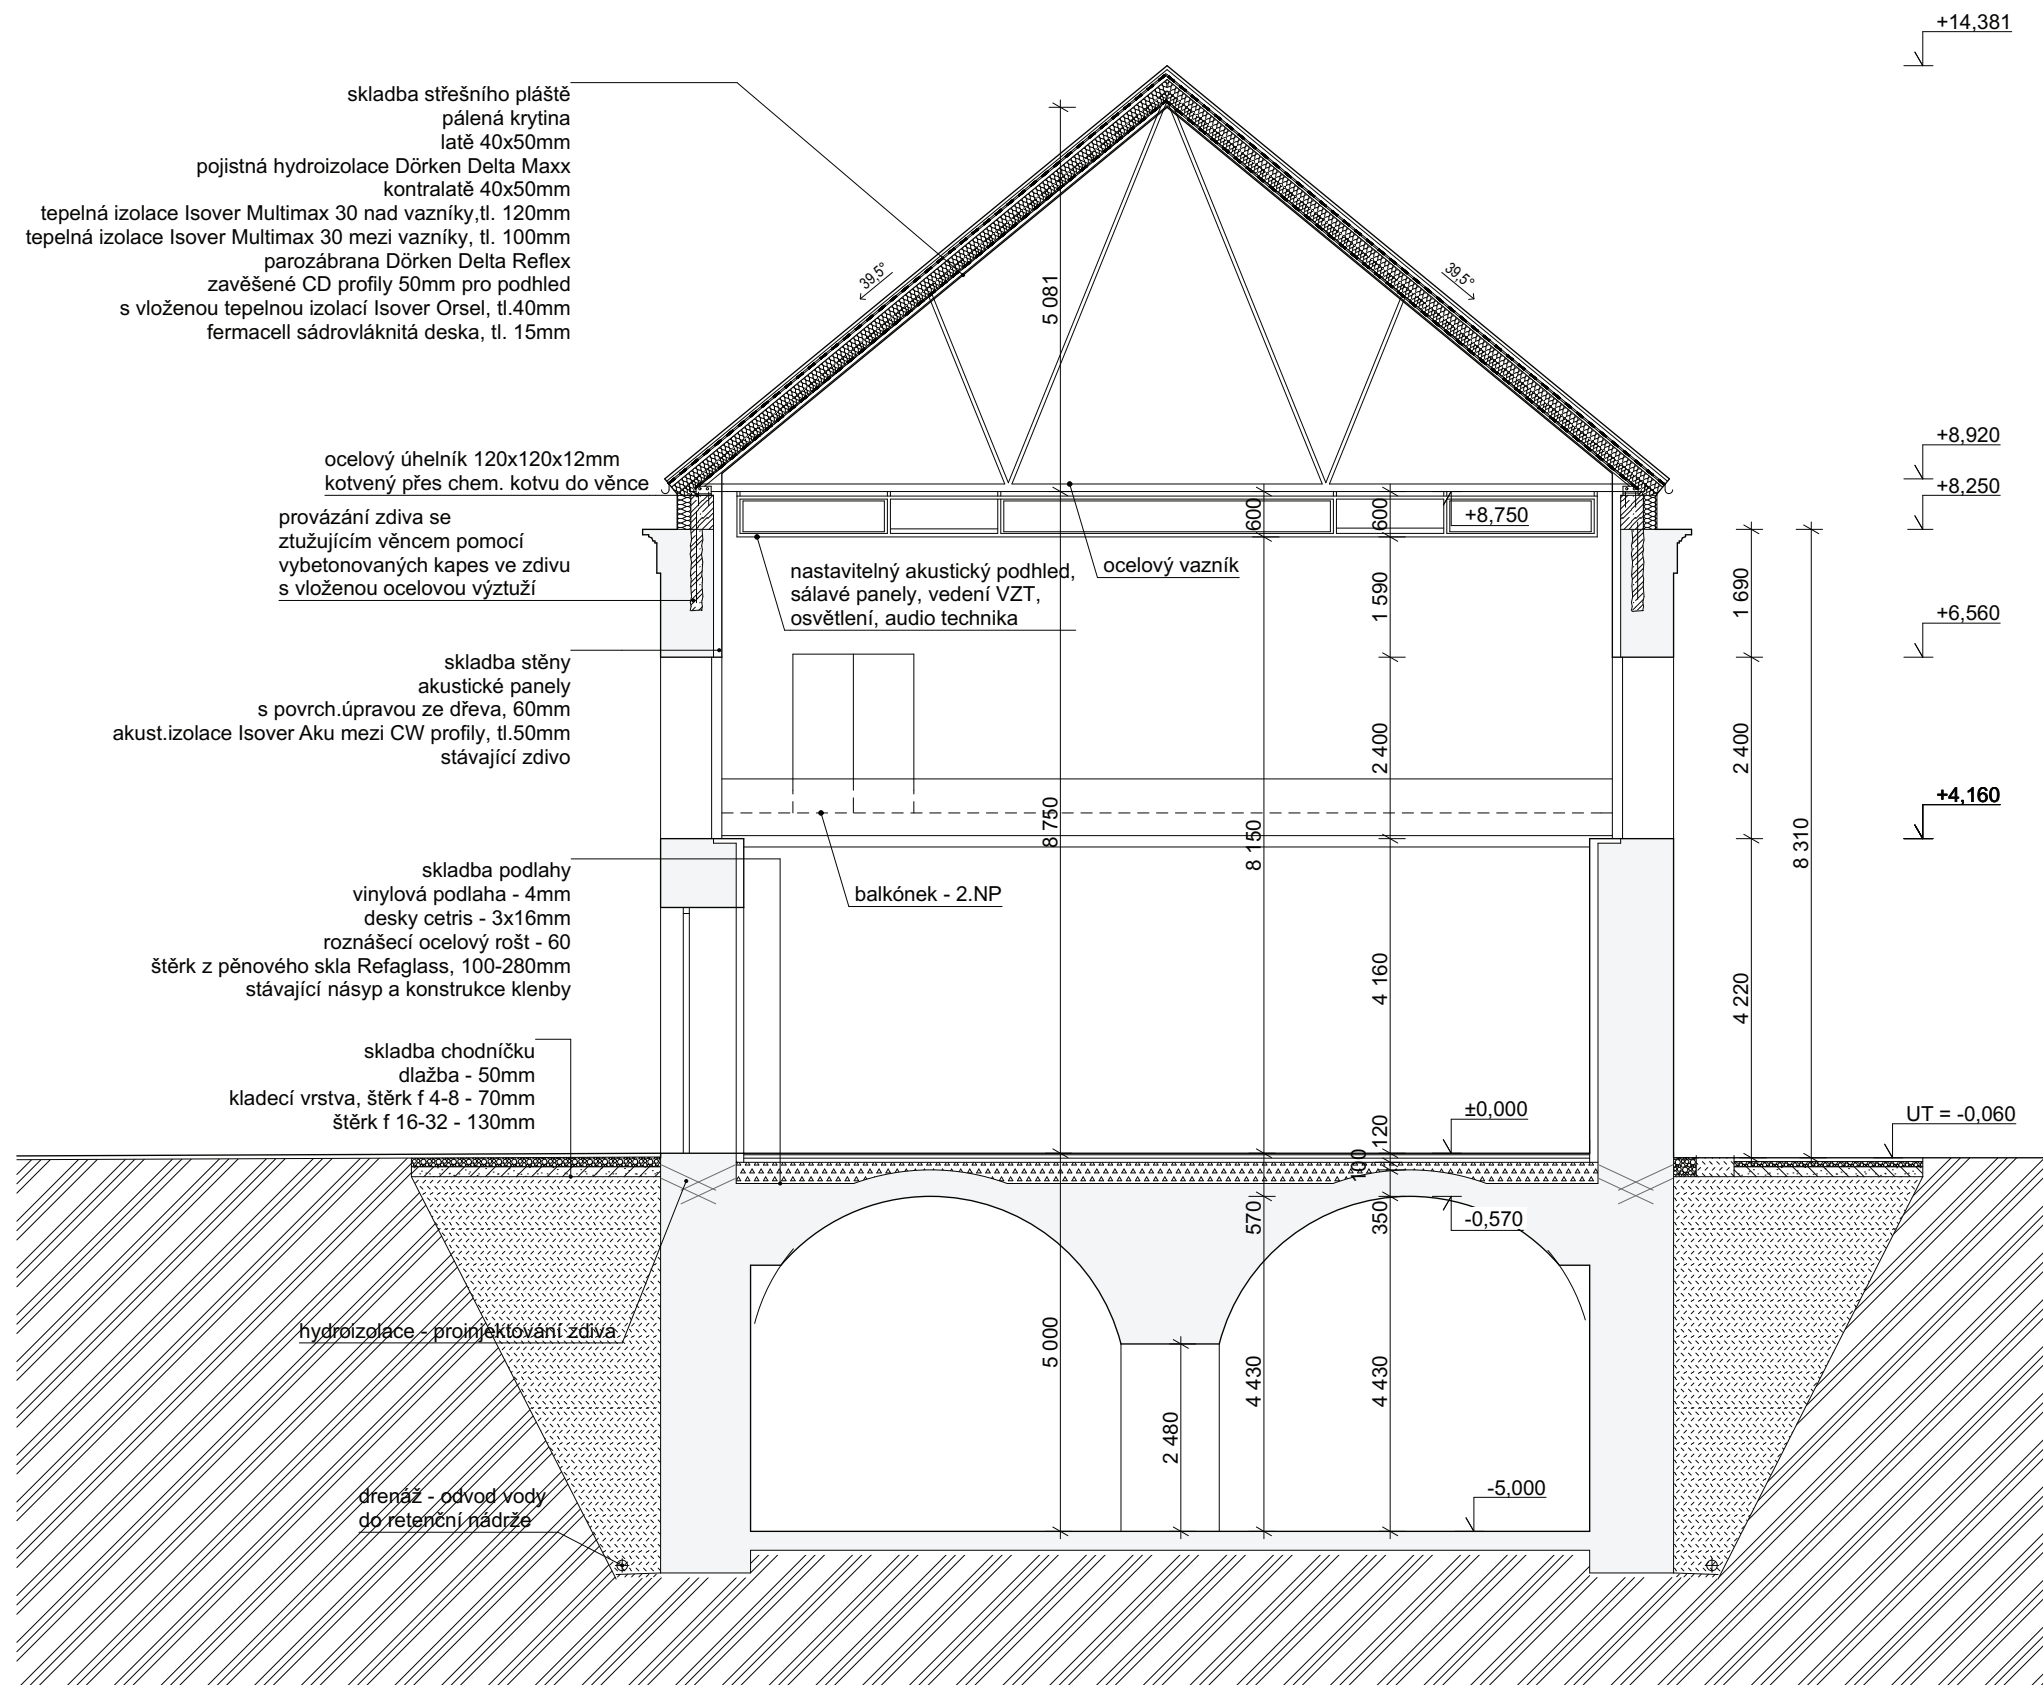 +14,381
skladba střešního pláště
pálená krytina
latě 40x50mm
pojistná hydroizolace Dörken Delta Maxx
kontralatě 40x50mm
tepelná izolace Isover Multimax 30 nad vazníky,tl. 120mm
tepelná izolace Isover Multimax 30 mezi vazníky, tl. 100mm
parozábrana Dörken Delta Reflex
zavěšené CD profily 50mm pro podhled
s vloženou tepelnou izolací Isover Orsel, tl.40mm
fermacell sádrovláknitá deska, tl. 15mm
39,5°
39,5°
5 081
+8,920
ocelový úhelník 120x120x12mm
kotvený přes chem. kotvu do věnce
+8,250
provázání zdiva se
ztužujícím věncem pomocí
vybetonovaných kapes ve zdivu
s vloženou ocelovou výztuží
600
600
+8,750
nastavitelný akustický podhled,
sálavé panely, vedení VZT,
osvětlení, audio technika
ocelový vazník
1 590
1 690
+6,560
skladba stěny
akustické panely
s povrch.úpravou ze dřeva, 60mm
akust.izolace Isover Aku mezi CW profily, tl.50mm
stávající zdivo
2 400
2 400
+4,160
8 750
8 150
8 310
skladba podlahy
vinylová podlaha - 4mm
desky cetris - 3x16mm
roznášecí ocelový rošt - 60
štěrk z pěnového skla Refaglass, 100-280mm
stávající násyp a konstrukce klenby
balkónek - 2.NP
4 160
4 220
skladba chodníčku
dlažba - 50mm
kladecí vrstva, štěrk f 4-8 - 70mm
štěrk f 16-32 - 130mm
±0,000
UT = -0,060
120
100
570
350
-0,570
hydroizolace - proinjektování zdiva
5 000
4 430
4 430
2 480
-5,000
drenáž - odvod vody
do retenční nádrže